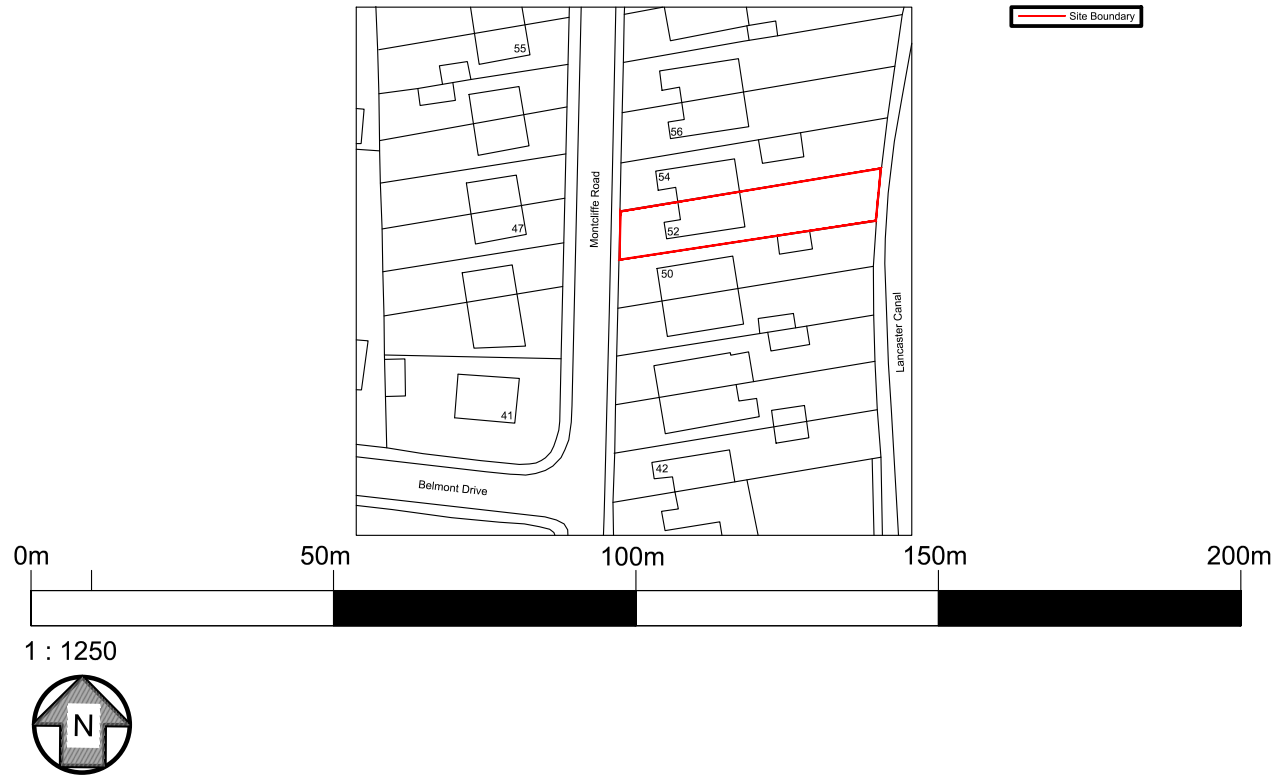 Site Boundary
55
56
54
Montcliffe Road
47
52
50
Lancaster Canal
41
42
Belmont Drive
0m 50m 100m 150m 200m
1 : 1250
N